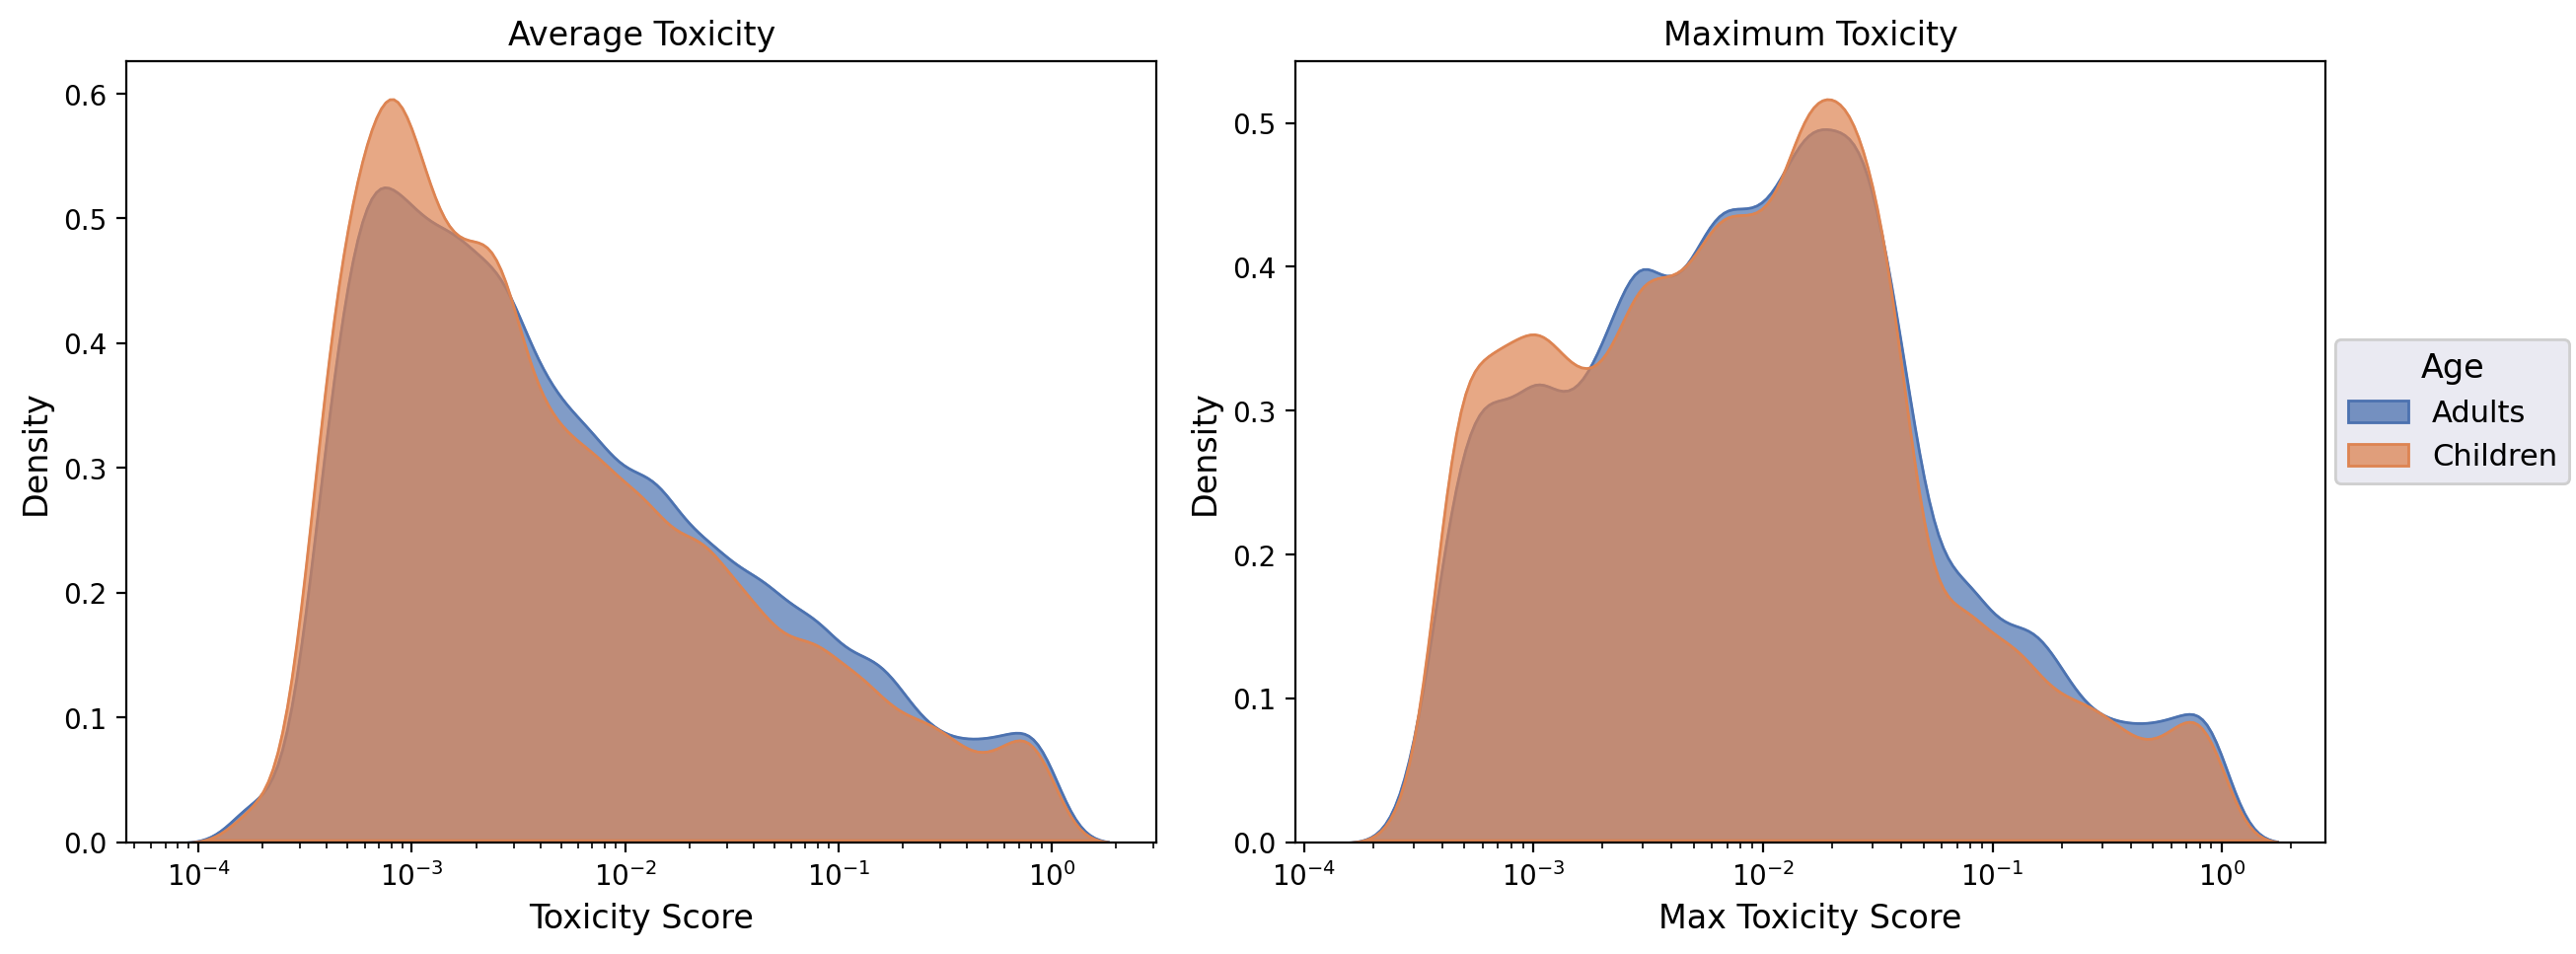 Average Toxicity
0.6
0.5
0.4
0.3
0.2
0.1
0.0
Density
10⁻⁴ 10⁻³ 10⁻² 10⁻¹ 10⁰
Toxicity Score
Maximum Toxicity
0.5
0.4
0.3
0.2
0.1
0.0
Density
10⁻⁴ 10⁻³ 10⁻² 10⁻¹ 10⁰
Max Toxicity Score
Age
Adults
Children